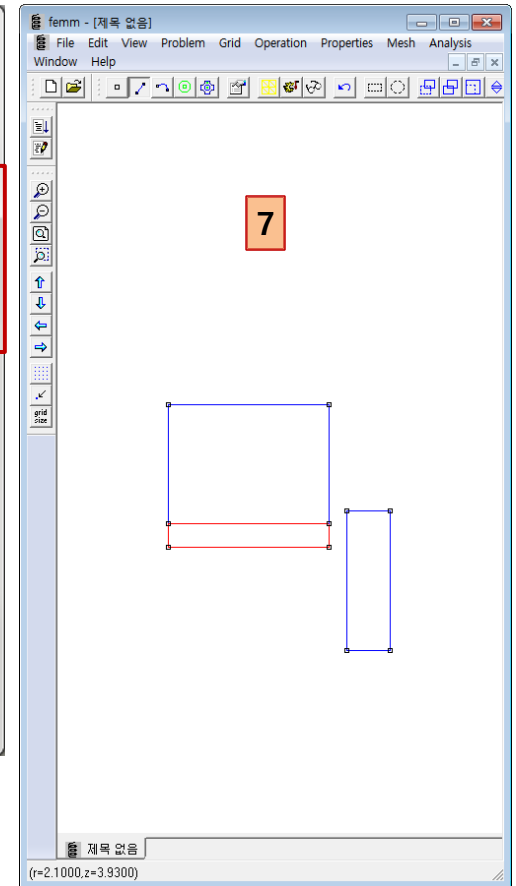 femm - [제목 없음]
File Edit View Problem Grid Operation Properties Mesh Analysis
Window Help
7
grid
size
제목 없음
(r=2.1000,z=3.9300)